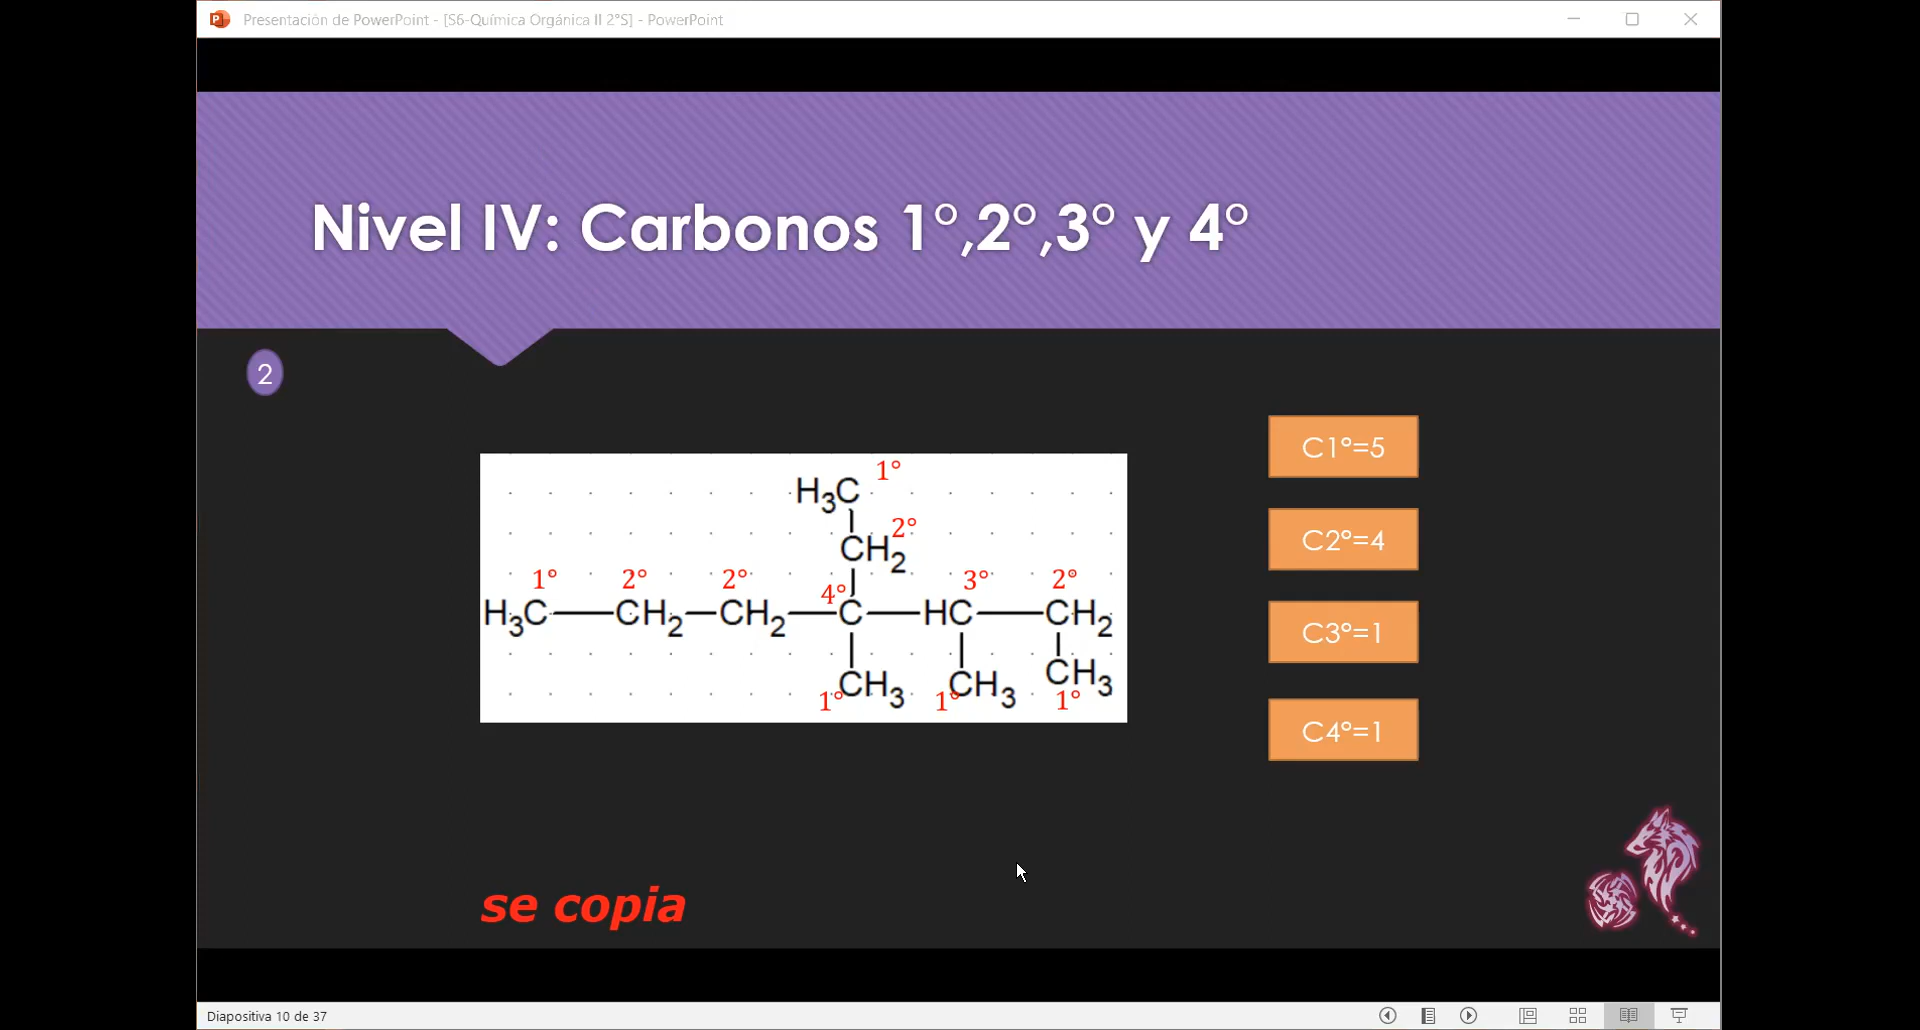 Presentación de PowerPoint - [S6-Química Orgánica II 2°S] - PowerPoint
Nivel IV: Carbonos 1°,2°,3° y 4°
2
H3C 1°
CH2 2°
1° 2° 2° 4° 3° 2°
H3C CH2 CH2 C HC CH2
CH3 CH3 CH3
1° 1° 1°
C1°=5
C2°=4
C3°=1
C4°=1
se copia
Diapositiva 10 de 37